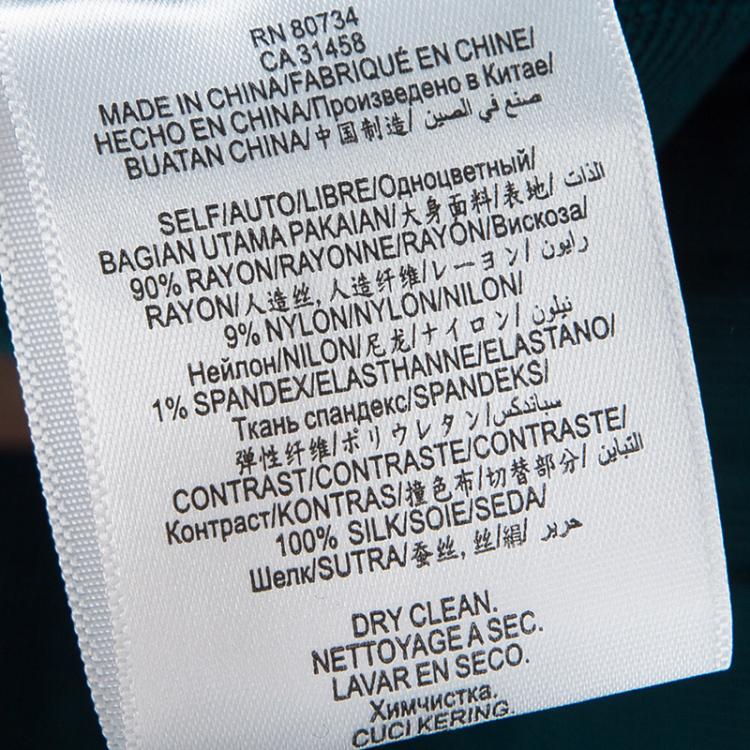 RN 80734
CA 31458
MADE IN CHINA/FABRIQUÉ EN CHINE/
HECHO EN CHINA/Произведено в Китае/
BUATAN CHINA/中国制造/ صنع في الصين
SELF/AUTO/LIBRE/Одноцветный/
BAGIAN UTAMA PAKAIAN/大身面料/表地/ الذات
90% RAYON/RAYONNE/RAYÓN/Вискоза/
RAYON/人造丝, 人造纤维/レーヨン/ رايون
9% NYLON/NYLON/NILON/
Нейлон/NILON/尼龙/ナイロン/ نيلون
1% SPANDEX/ELASTHANNE/ELASTANO/
Ткань спандекс/SPANDEKS/
弹性纤维/ポリウレタン/سباندكس
CONTRAST/CONTRASTE/CONTRASTE/
Контраст/KONTRAS/撞色布/切替部分/ التباين
100% SILK/SOIE/SEDA/
Шелк/SUTRA/蚕丝, 丝/絹/ حرير
DRY CLEAN.
NETTOYAGE A SEC.
LAVAR EN SECO.
Химчистка.
CUCI KERING.